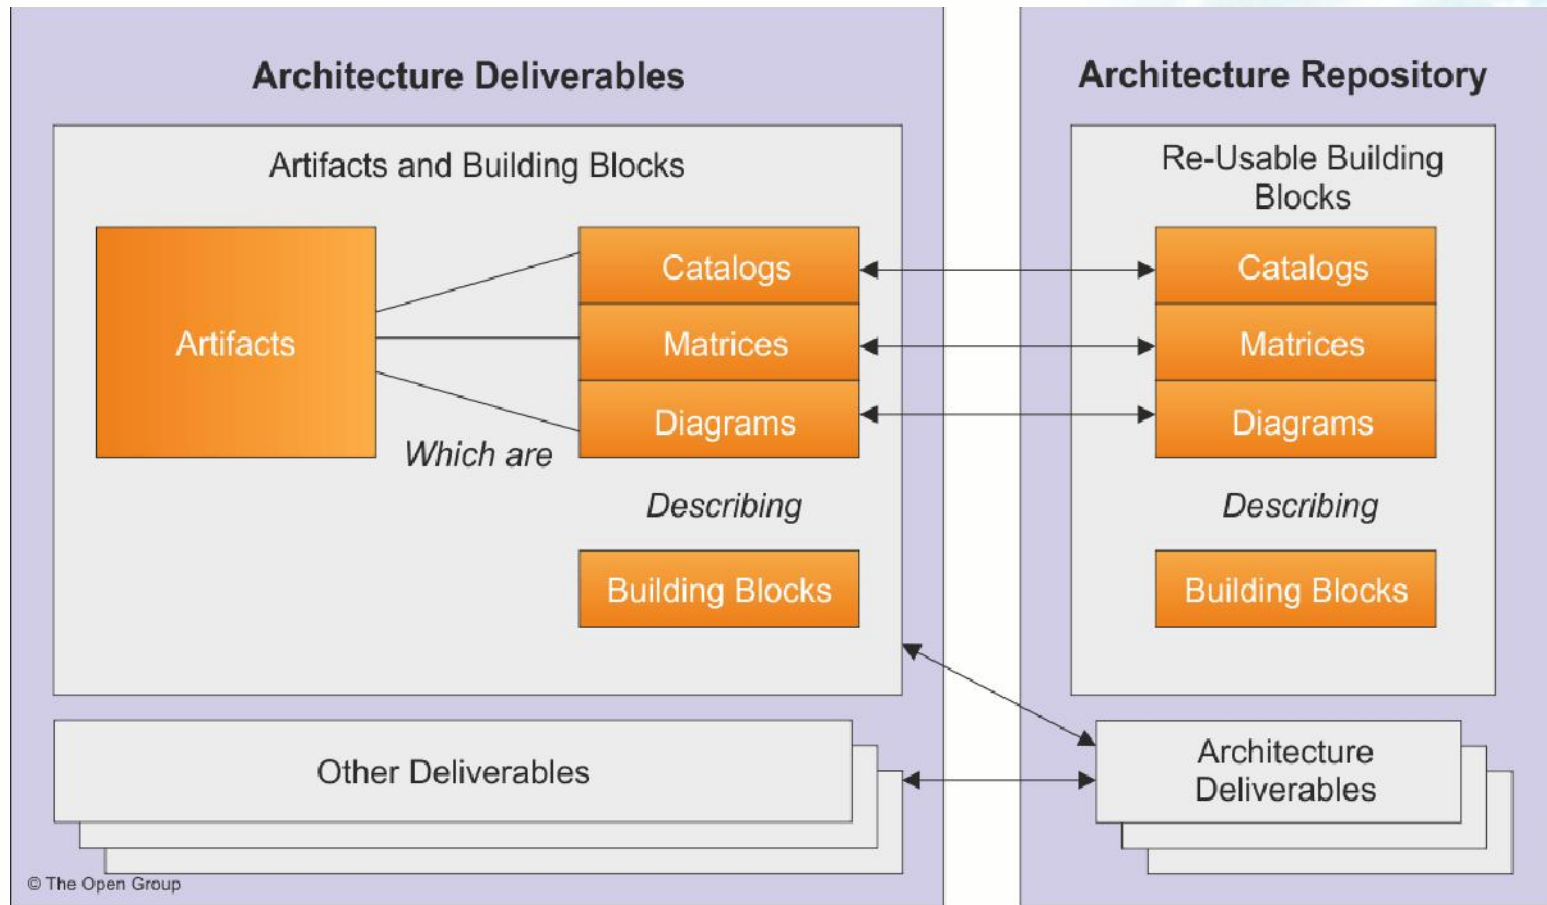 Architecture Deliverables
Artifacts and Building Blocks
Artifacts
Which are
Catalogs
Matrices
Diagrams
Describing
Building Blocks
Other Deliverables
© The Open Group
Architecture Repository
Re-Usable Building
Blocks
Catalogs
Matrices
Diagrams
Describing
Building Blocks
Architecture
Deliverables